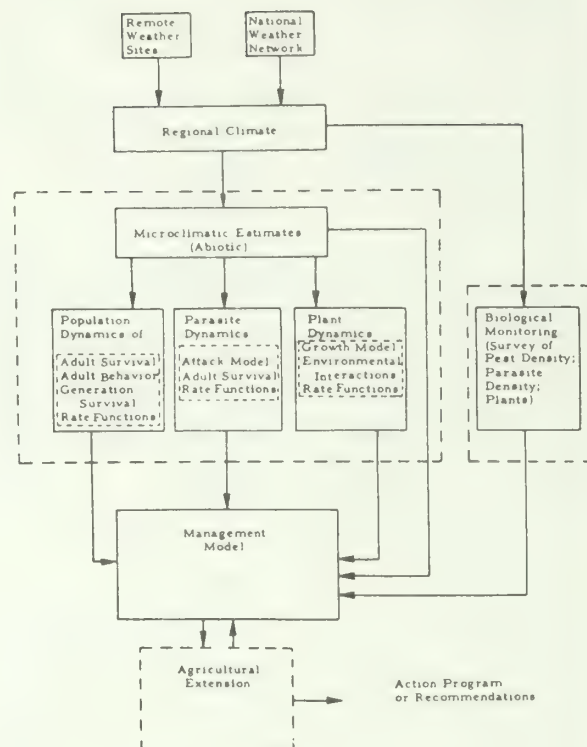 Remote
Weather
Sites
National
Weather
Network
Regional Climate
Microclimatic Estimates
(Abiotic)
Population
Dynamics of
Adult Survival
Adult Behavior
Generation
Survival
Rate Functions
Parasite
Dynamics
Attack Model
Adult Survival
Rate Functions
Plant
Dynamics
Growth Model
Environmental
Interactions
Rate Functions
Biological
Monitoring
(Survey of
Pest Density;
Parasite
Density;
Plants)
Management
Model
Agricultural
Extension
Action Program
or Recommendations